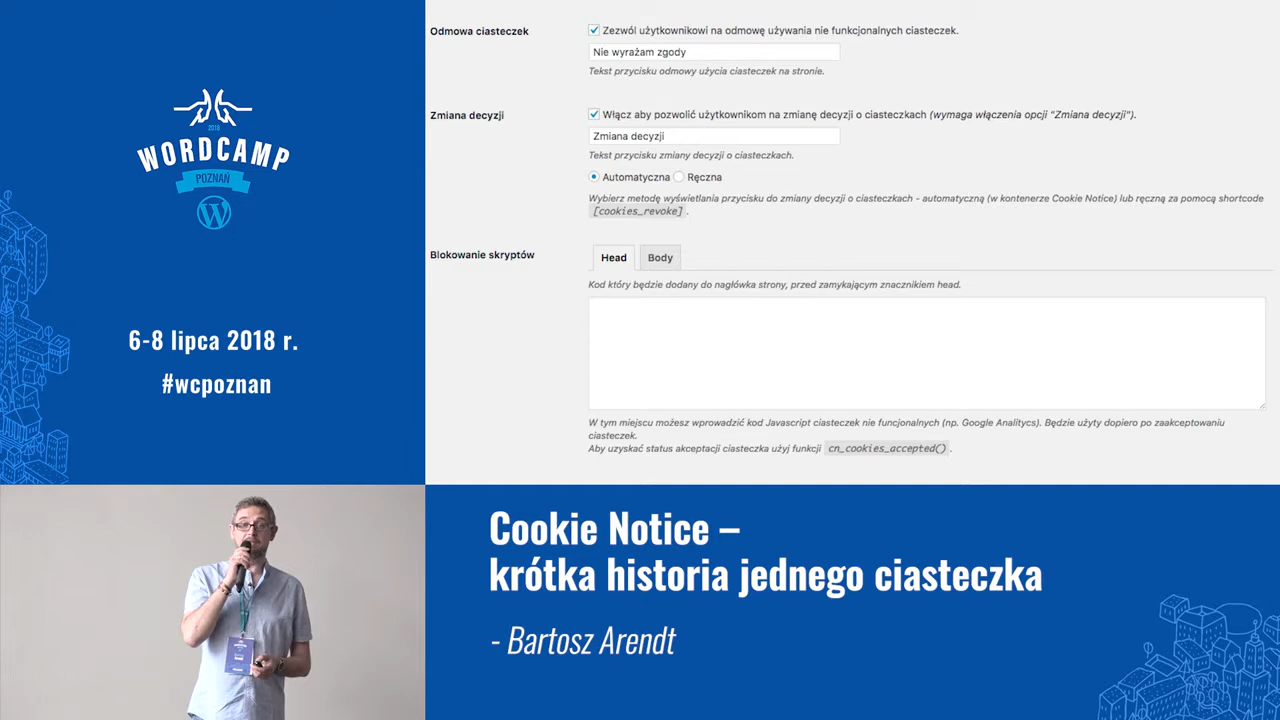 2018
WORDCAMP
POZNAŃ
6-8 lipca 2018 r.
#wcpoznan
Odmowa ciasteczek
Zezwól użytkownikowi na odmowę używania nie funkcjonalnych ciasteczek.
Nie wyrażam zgody
Tekst przycisku odmowy użycia ciasteczek na stronie.
Zmiana decyzji
Włącz aby pozwolić użytkownikom na zmianę decyzji o ciasteczkach (wymaga włączenia opcji "Zmiana decyzji").
Zmiana decyzji
Tekst przycisku zmiany decyzji o ciasteczkach.
Automatyczna Ręczna
Wybierz metodę wyświetlania przycisku do zmiany decyzji o ciasteczkach - automatyczną (w kontenerze Cookie Notice) lub ręczną za pomocą shortcode
[cookies_revoke] .
Blokowanie skryptów
Head Body
Kod który będzie dodany do nagłówka strony, przed zamykającym znacznikiem head.
W tym miejscu możesz wprowadzić kod Javascript ciasteczek nie funcjonalnych (np. Google Analitycs). Będzie użyty dopiero po zaakceptowaniu
ciasteczek.
Aby uzyskać status akceptacji ciasteczka użyj funkcji cn_cookies_accepted() .
Cookie Notice –
krótka historia jednego ciasteczka
- Bartosz Arendt